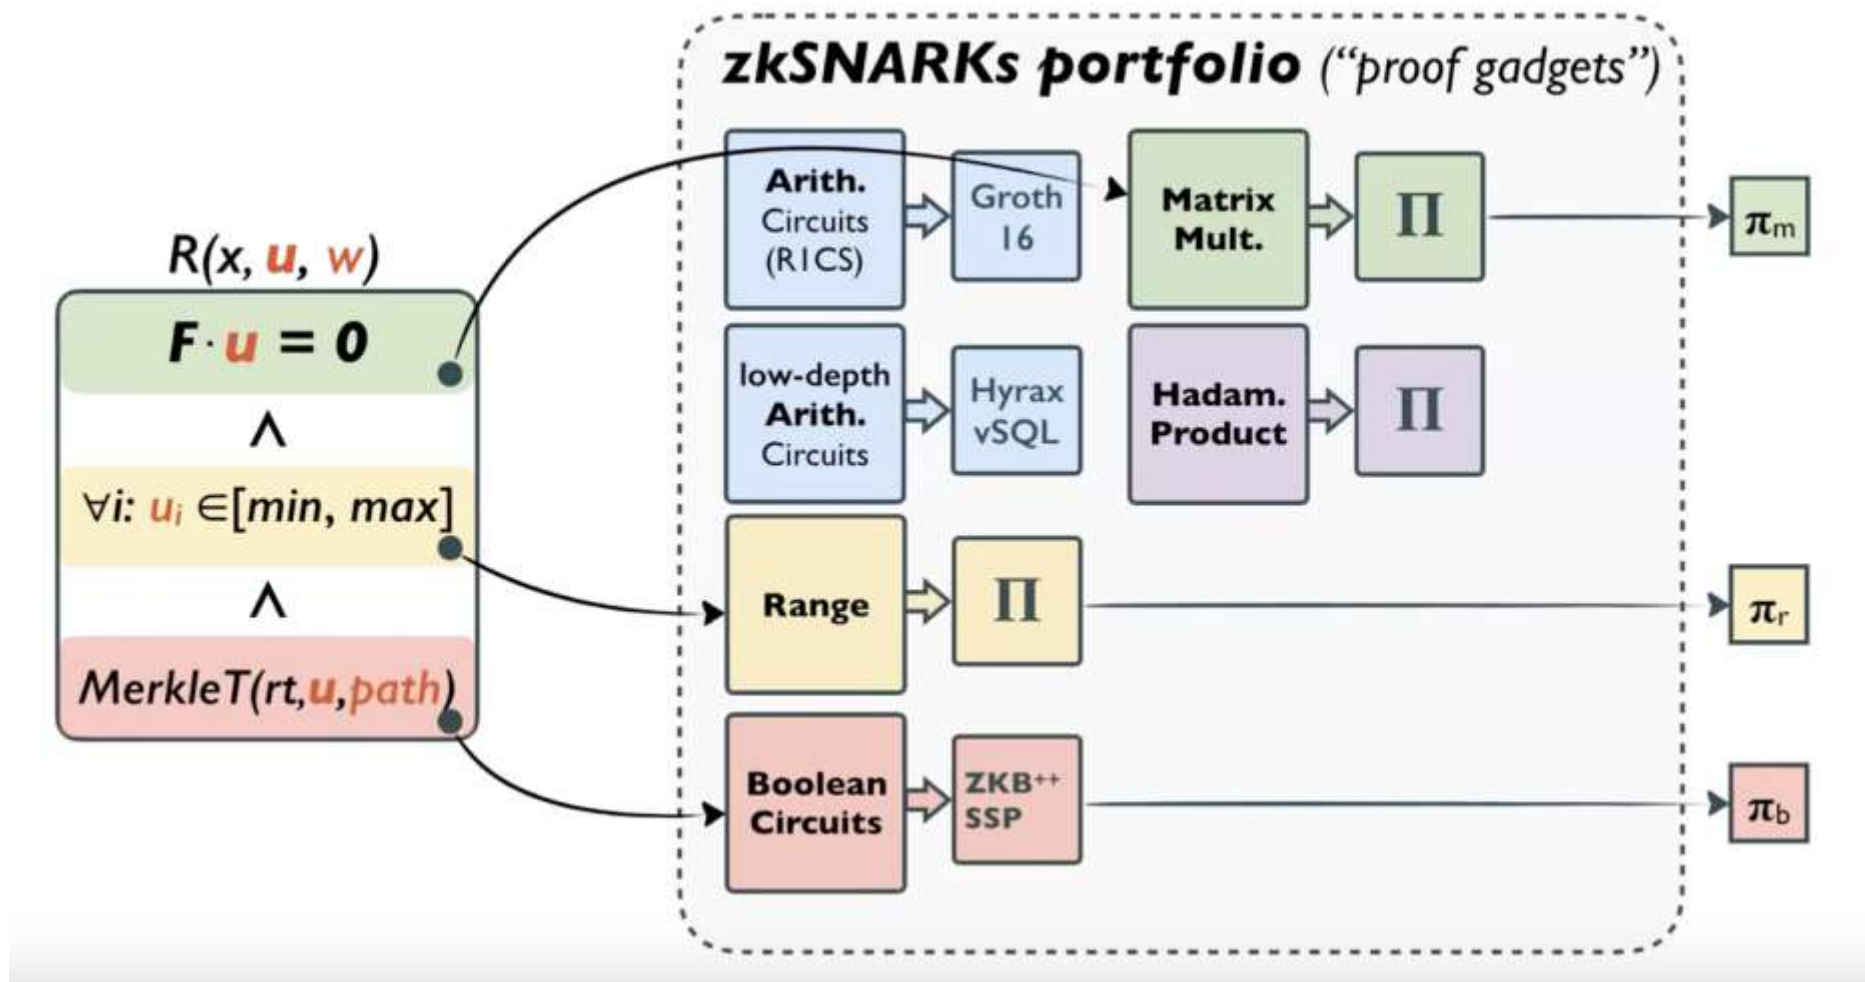 zkSNARKs portfolio (“proof gadgets”)
R(x, u, w)
F · u = 0
∧
∀i: uᵢ ∈[min, max]
∧
MerkleT(rt,u,path)
Arith.
Circuits
(R1CS)
Groth
16
Matrix
Mult.
Π
πm
low-depth
Arith.
Circuits
Hyrax
vSQL
Hadam.
Product
Π
Range
Π
πr
Boolean
Circuits
ZKB⁺⁺
SSP
πb